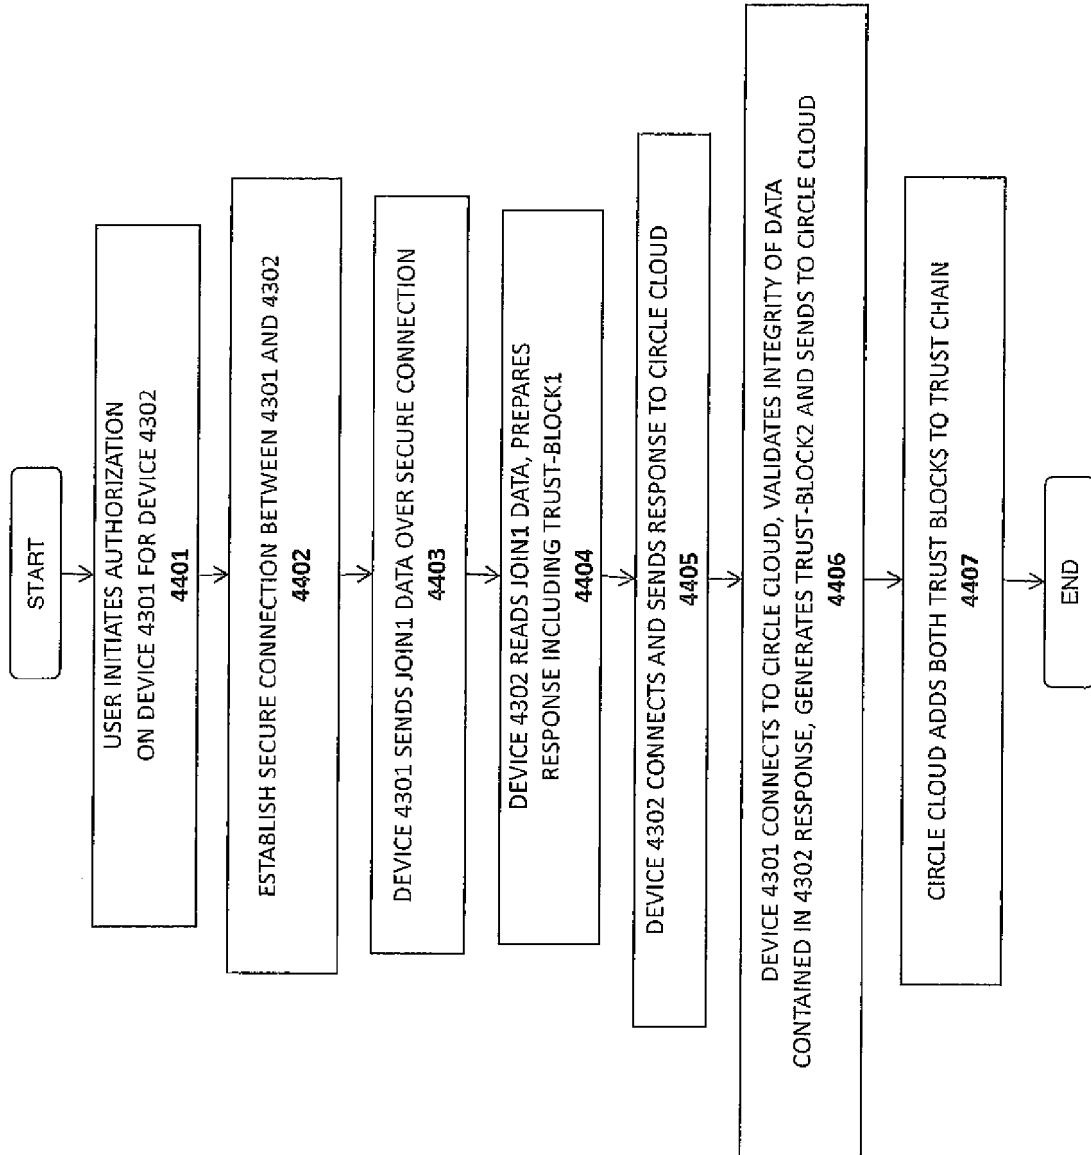 START
USER INITIATES AUTHORIZATION
ON DEVICE 4301 FOR DEVICE 4302
4401
ESTABLISH SECURE CONNECTION BETWEEN 4301 AND 4302
4402
DEVICE 4301 SENDS JOIN1 DATA OVER SECURE CONNECTION
4403
DEVICE 4302 READS JOIN1 DATA, PREPARES
RESPONSE INCLUDING TRUST-BLOCK1
4404
DEVICE 4302 CONNECTS AND SENDS RESPONSE TO CIRCLE CLOUD
4405
DEVICE 4301 CONNECTS TO CIRCLE CLOUD, VALIDATES INTEGRITY OF DATA
CONTAINED IN 4302 RESPONSE, GENERATES TRUST-BLOCK2 AND SENDS TO CIRCLE CLOUD
4406
CIRCLE CLOUD ADDS BOTH TRUST BLOCKS TO TRUST CHAIN
4407
END